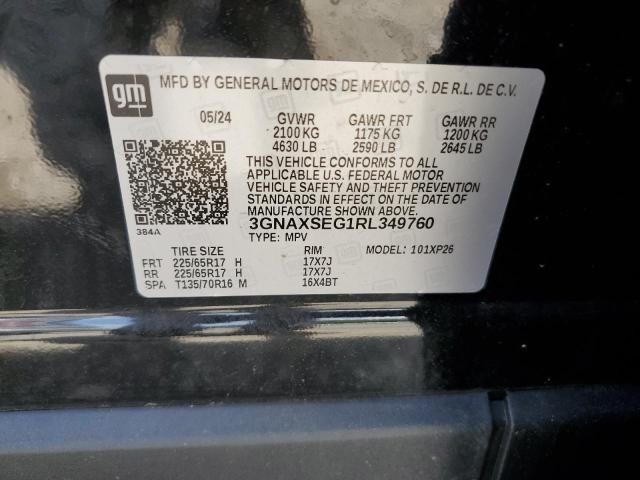 gm
MFD BY GENERAL MOTORS DE MEXICO, S. DE R.L. DE C.V.
05/24 GVWR GAWR FRT GAWR RR
2100 KG 1175 KG 1200 KG
4630 LB 2590 LB 2645 LB
THIS VEHICLE CONFORMS TO ALL
APPLICABLE U.S. FEDERAL MOTOR
VEHICLE SAFETY AND THEFT PREVENTION
STANDARDS IN EFFECT ON THE DATE OF
MANUFACTURE SHOWN ABOVE.
384A 3GNAXSEG1RL349760
TYPE: MPV MODEL: 101XP26
TIRE SIZE RIM
FRT 225/65R17 H 17X7J
RR 225/65R17 H 17X7J
SPA T135/70R16 M 16X4BT